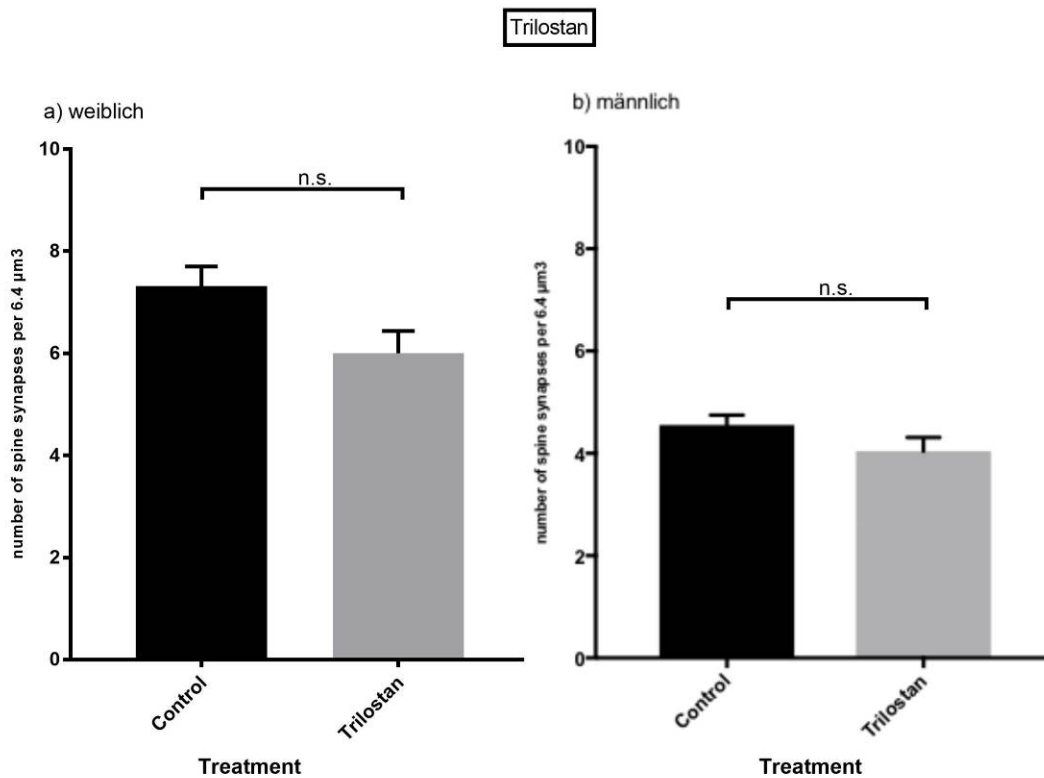 Trilostan
a) weiblich
number of spine synapses per 6.4 µm3
10
8
6
4
2
0
n.s.
Control
Trilostan
Treatment
b) männlich
number of spine synapses per 6.4 µm3
10
8
6
4
2
0
n.s.
Control
Trilostan
Treatment